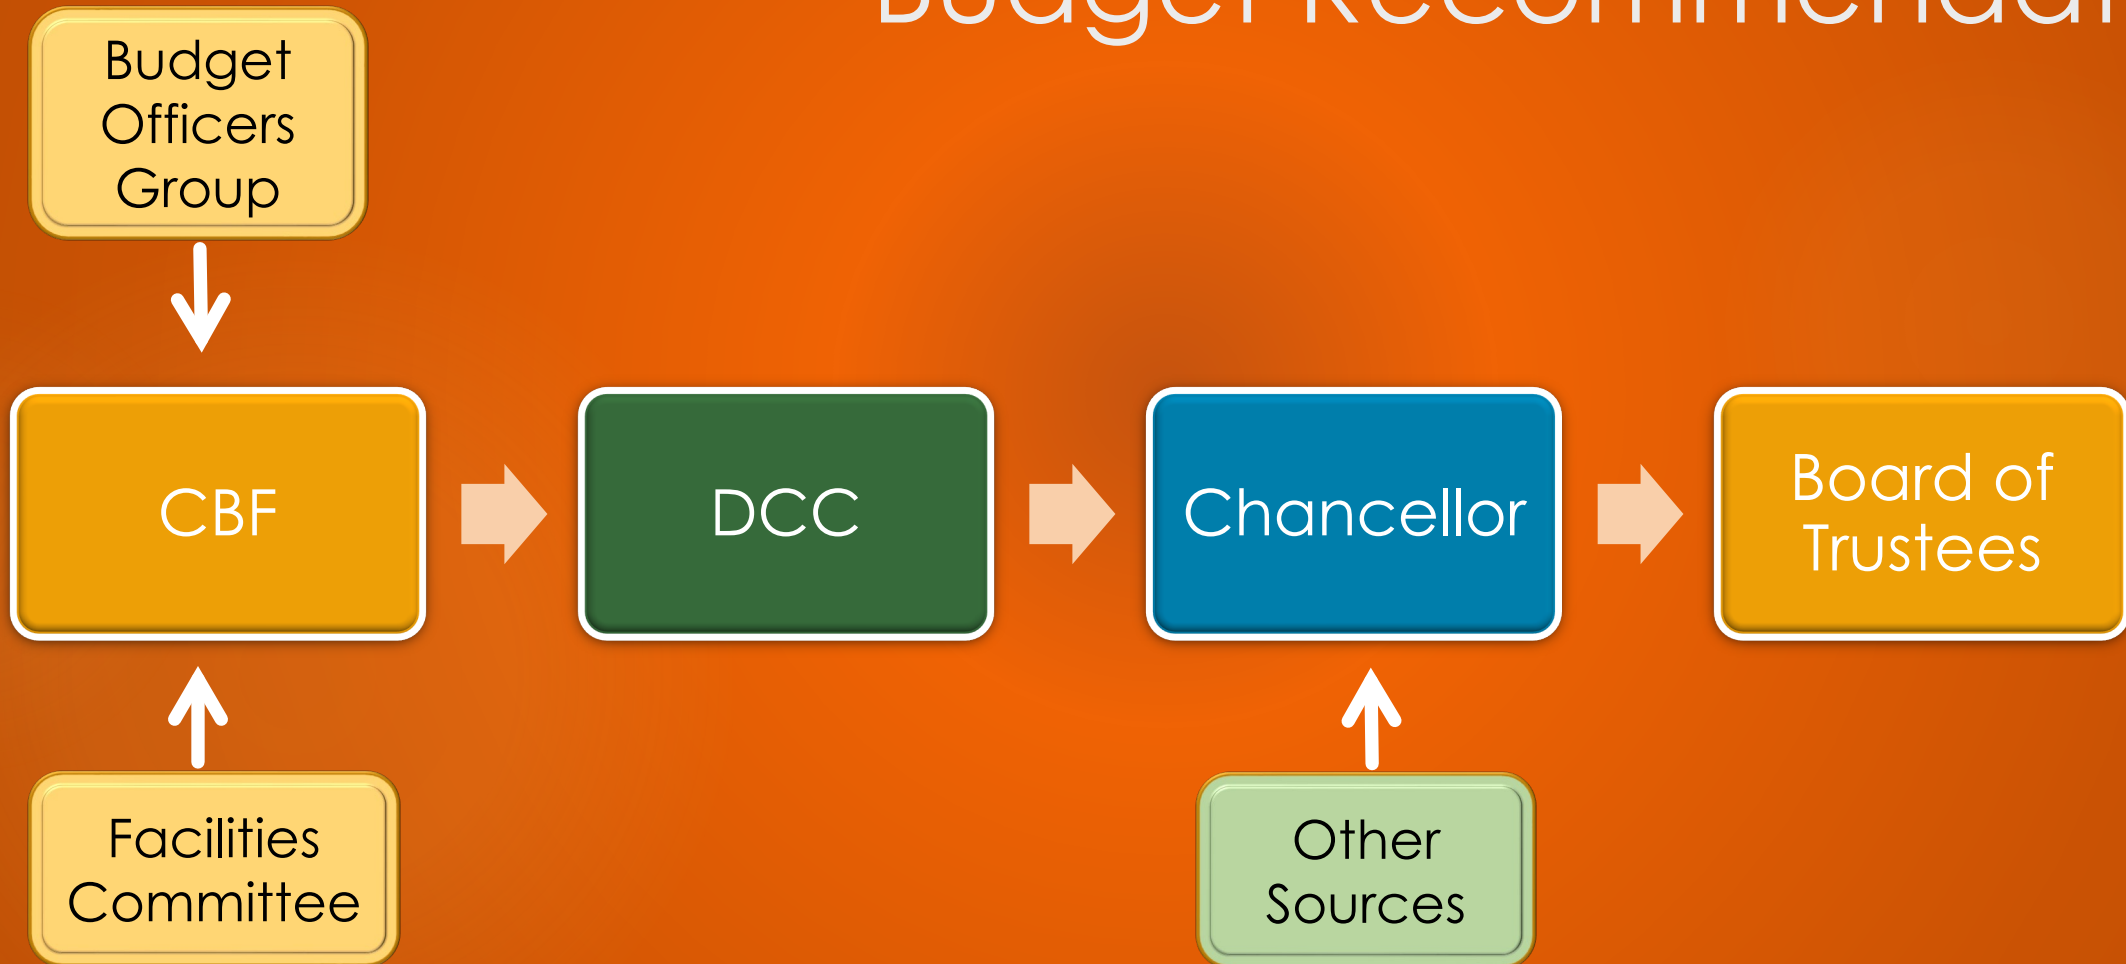 Budget
Officers
Group
CBF
DCC
Chancellor
Board of
Trustees
Facilities
Committee
Other
Sources